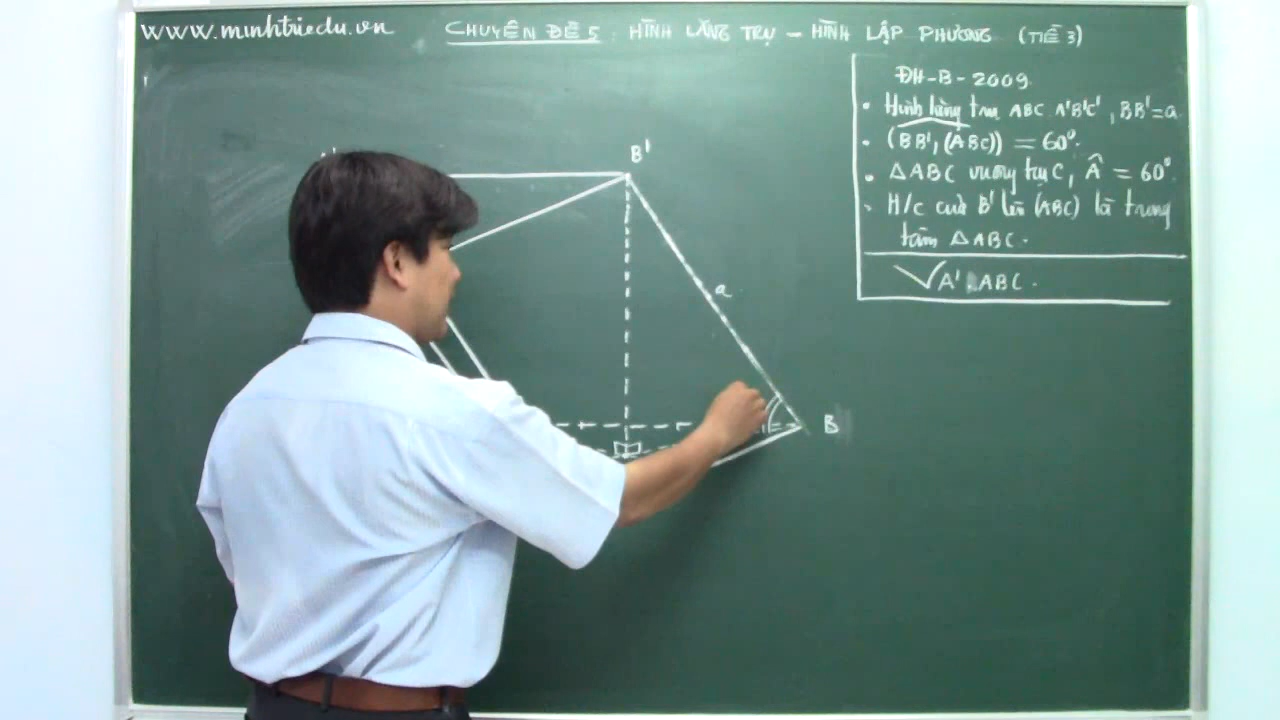 www.minhtriedu.vn
CHUYÊN ĐỀ 5 : HÌNH LĂNG TRỤ - HÌNH LẬP PHƯƠNG (TIẾ 3)
ĐH-B-2009.
• Hình lăng trụ ABC A'B'C', BB'=a
• (BB', (ABC)) = 60°.
• ΔABC vuông tại C, Â = 60°.
• H/c của B' lên (ABC) là trọng
tâm ΔABC.
V A'.ABC.
A'
B'
a
B